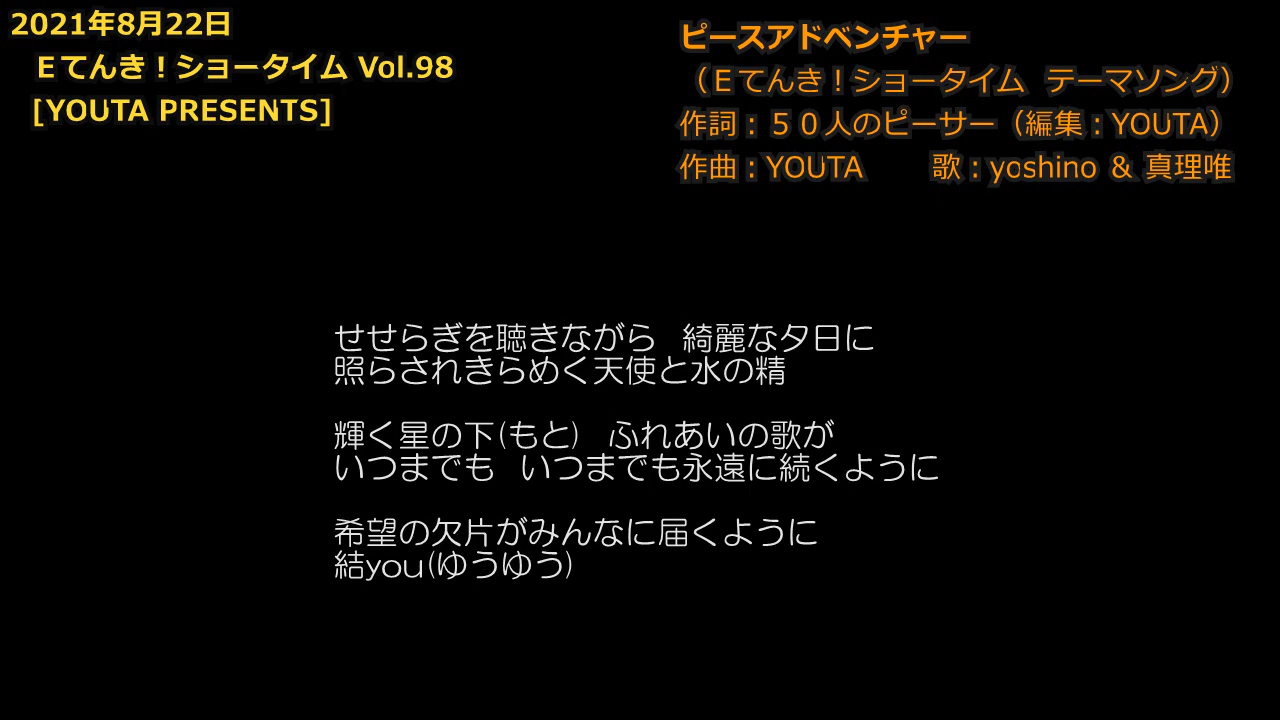 2021年8月22日
Ｅてんき！ショータイム Vol.98
[YOUTA PRESENTS]
ピースアドベンチャー
（Ｅてんき！ショータイム テーマソング）
作詞：５０人のピーサー（編集：YOUTA）
作曲：YOUTA 歌：yoshino ＆ 真理唯
せせらぎを聴きながら 綺麗な夕日に
照らされきらめく天使と水の精
輝く星の下(もと) ふれあいの歌が
いつまでも いつまでも永遠に続くように
希望の欠片がみんなに届くように
結you(ゆうゆう)